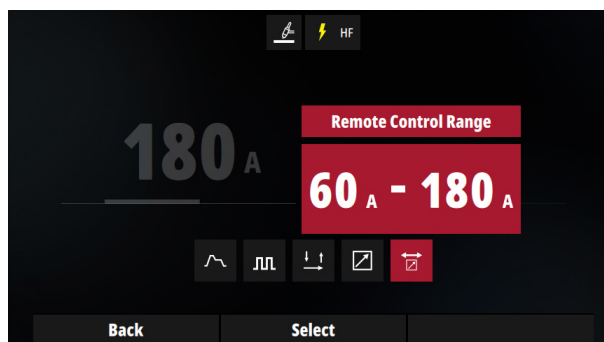 HF
180 A
Remote Control Range
60 A - 180 A
Back Select